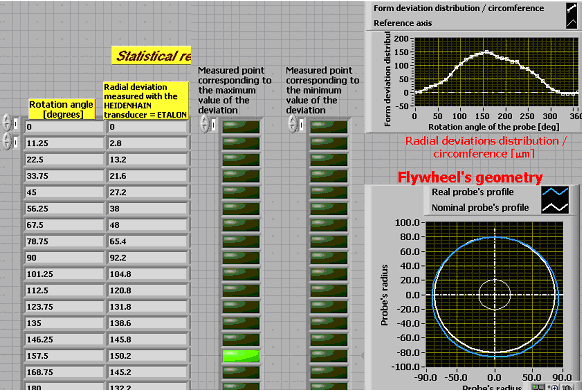 Statistical re
Rotation angle
[degrees]
Radial deviation
measured with the
HEIDENHAIN
transducer = ETALON
Measured point
corresponding to
the maximum
value of the
deviation
Measured point
corresponding to
the minimum
value of the
deviation
0 0
11.25 2.8
22.5 13.2
33.75 21.6
45 27.2
56.25 38
67.5 48
78.75 65.4
90 92.2
101.25 104.8
112.5 120.8
123.75 131.8
135 138.6
146.25 145.8
157.5 150.2
168.75 145.2
180 132.2
Form deviation distribution / circumference
Reference axis
Form deviation distribut
200
150
100
50
0
-50
0 50 100 150 200 250 300 360
Rotation angle of the probe [deg]
Radial deviations distribution /
circomference [um]
Flywheel's geometry
Real probe's profile
Nominal probe's profile
Probe's radius
100.0
80.0
60.0
40.0
20.0
0.0
-20.0
-40.0
-60.0
-80.0
-100.0
-90.0 -50.0 0.0 50.0 90.0
Probe's radius